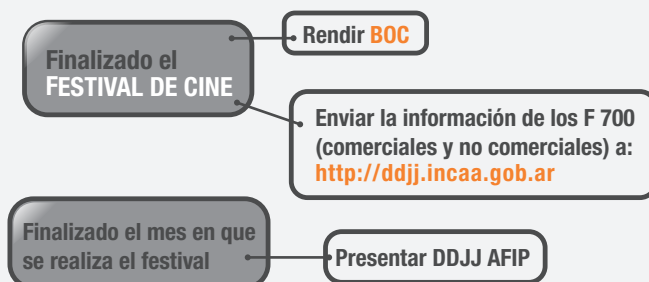 Rendir BOC
Finalizado el
FESTIVAL DE CINE
Enviar la información de los F 700
(comerciales y no comerciales) a:
http://ddjj.incaa.gob.ar
Finalizado el mes en que
se realiza el festival
Presentar DDJJ AFIP